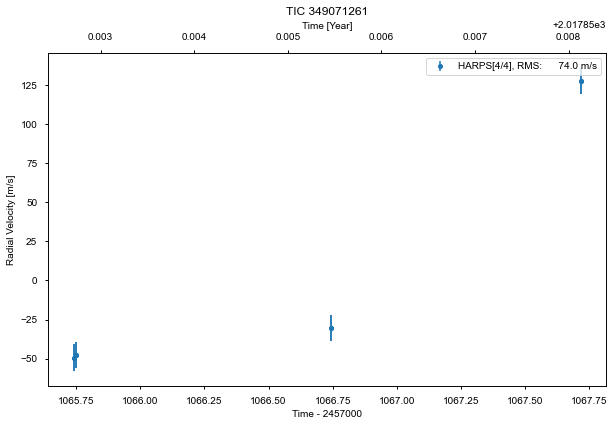 TIC 349071261
Time [Year]
+2.01785e3
0.003 0.004 0.005 0.006 0.007 0.008
HARPS[4/4], RMS: 74.0 m/s
Radial Velocity [m/s]
125
100
75
50
25
0
−25
−50
1065.75 1066.00 1066.25 1066.50 1066.75 1067.00 1067.25 1067.50 1067.75
Time - 2457000